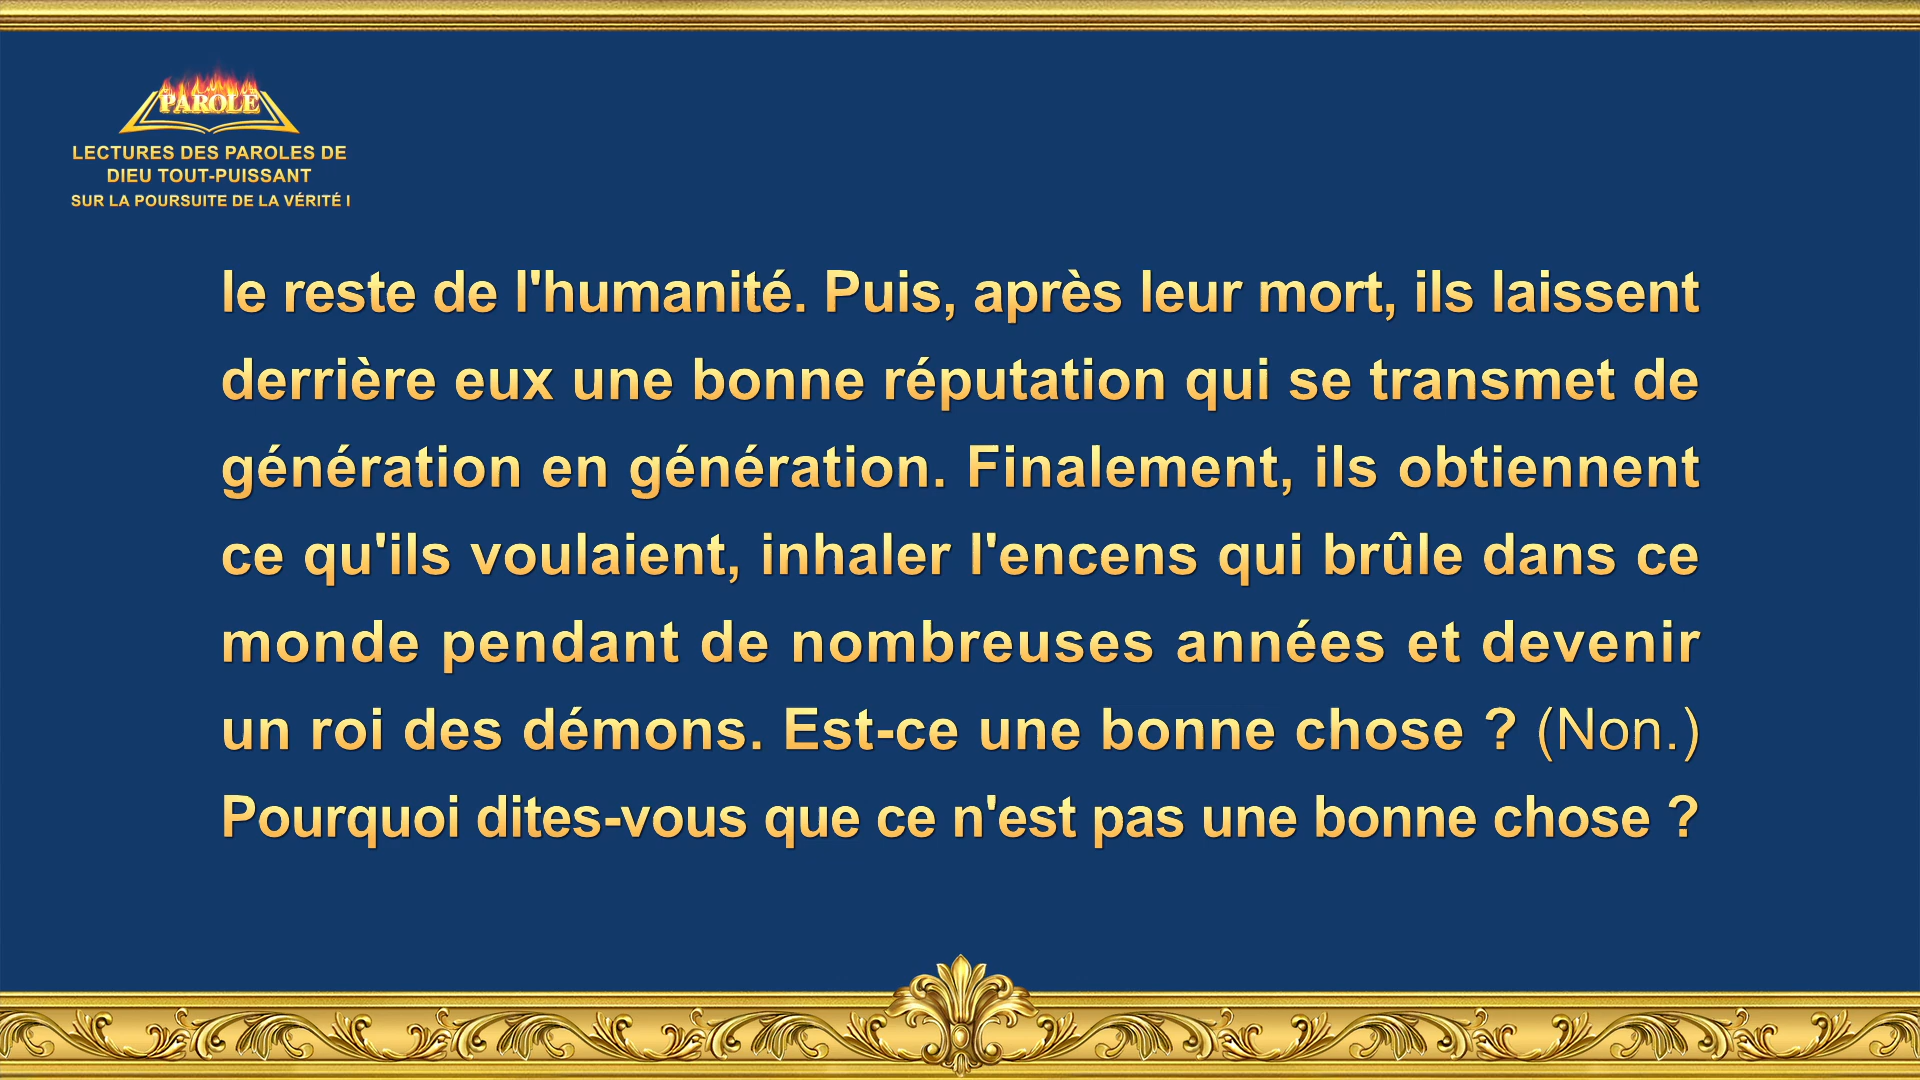 PAROLE
LECTURES DES PAROLES DE
DIEU TOUT-PUISSANT
SUR LA POURSUITE DE LA VÉRITÉ I
le reste de l'humanité. Puis, après leur mort, ils laissent
derrière eux une bonne réputation qui se transmet de
génération en génération. Finalement, ils obtiennent
ce qu'ils voulaient, inhaler l'encens qui brûle dans ce
monde pendant de nombreuses années et devenir
un roi des démons. Est-ce une bonne chose ? (Non.)
Pourquoi dites-vous que ce n'est pas une bonne chose ?